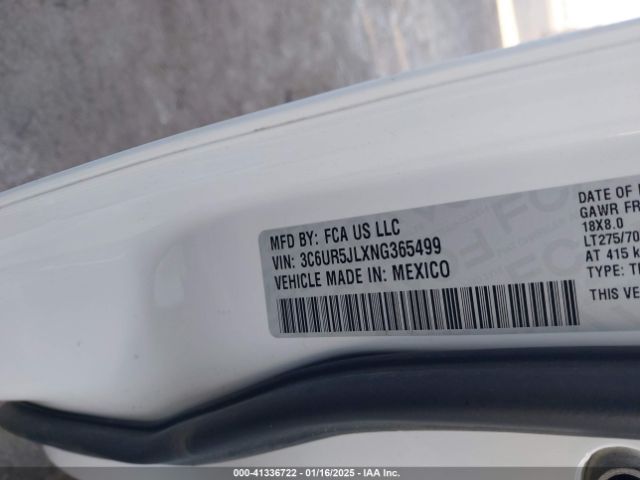 MFD BY: FCA US LLC
VIN: 3C6UR5JLXNG365499
VEHICLE MADE IN: MEXICO
DATE OF
GAWR FR
18X8.0
LT275/70
AT 415
TYPE:
THIS VE
000-41336722 - 01/16/2025 - IAA Inc.